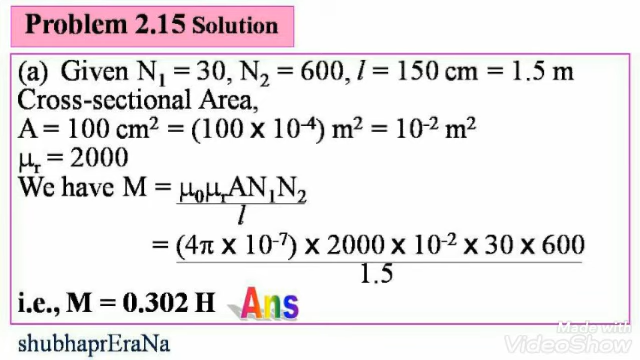 Problem 2.15 Solution
(a) Given N₁ = 30, N₂ = 600, l = 150 cm = 1.5 m
Cross-sectional Area,
A = 100 cm² = (100 x 10⁻⁴) m² = 10⁻² m²
μᵣ = 2000
We have M = μ₀μᵣAN₁N₂
l
= (4π x 10⁻⁷) x 2000 x 10⁻² x 30 x 600
1.5
i.e., M = 0.302 H Ans
shubhaprEraNa
Made with
VideoShow